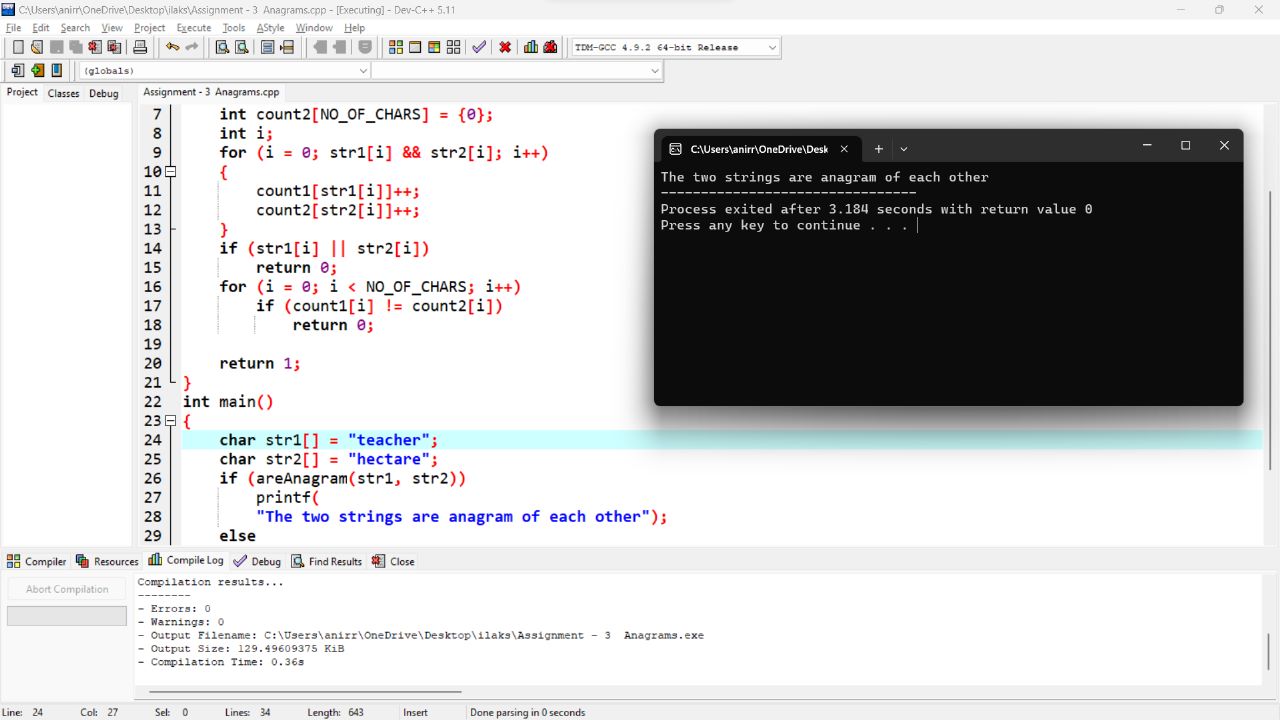 C:\Users\anirr\OneDrive\Desktop\ilaks\Assignment - 3  Anagrams.cpp - [Executing] - Dev-C++ 5.11
File Edit Search View Project Execute Tools AStyle Window Help
TDM-GCC 4.9.2 64-bit Release
(globals)
Project Classes Debug
Assignment - 3  Anagrams.cpp
7 int count2[NO_OF_CHARS] = {0};
8 int i;
9 for (i = 0; str1[i] && str2[i]; i++)
10 {
11 count1[str1[i]]++;
12 count2[str2[i]]++;
13 }
14 if (str1[i] || str2[i])
15 return 0;
16 for (i = 0; i < NO_OF_CHARS; i++)
17 if (count1[i] != count2[i])
18 return 0;
19
20 return 1;
21 }
22 int main()
23 {
24 char str1[] = "teacher";
25 char str2[] = "hectare";
26 if (areAnagram(str1, str2))
27 printf(
28 "The two strings are anagram of each other");
29 else
C:\Users\anirr\OneDrive\Desk
The two strings are anagram of each other
--------------------------------
Process exited after 3.184 seconds with return value 0
Press any key to continue . . .
Compiler Resources Compile Log Debug Find Results Close
Abort Compilation
Compilation results...
--------
- Errors: 0
- Warnings: 0
- Output Filename: C:\Users\anirr\OneDrive\Desktop\ilaks\Assignment - 3  Anagrams.exe
- Output Size: 129.49609375 KiB
- Compilation Time: 0.36s
Line: 24 Col: 27 Sel: 0 Lines: 34 Length: 643 Insert Done parsing in 0 seconds